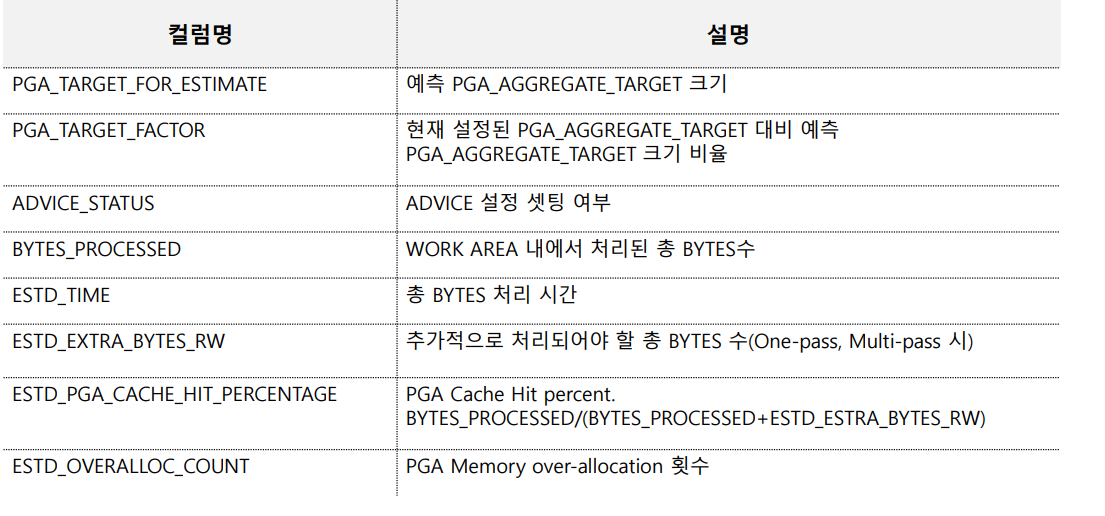 컬럼명 설명
PGA_TARGET_FOR_ESTIMATE 예측 PGA_AGGREGATE_TARGET 크기
PGA_TARGET_FACTOR 현재 설정된 PGA_AGGREGATE_TARGET 대비 예측
PGA_AGGREGATE_TARGET 크기 비율
ADVICE_STATUS ADVICE 설정 셋팅 여부
BYTES_PROCESSED WORK AREA 내에서 처리된 총 BYTES수
ESTD_TIME 총 BYTES 처리 시간
ESTD_EXTRA_BYTES_RW 추가적으로 처리되어야 할 총 BYTES 수(One-pass, Multi-pass 시)
ESTD_PGA_CACHE_HIT_PERCENTAGE PGA Cache Hit percent.
BYTES_PROCESSED/(BYTES_PROCESSED+ESTD_ESTRA_BYTES_RW)
ESTD_OVERALLOC_COUNT PGA Memory over-allocation 횟수